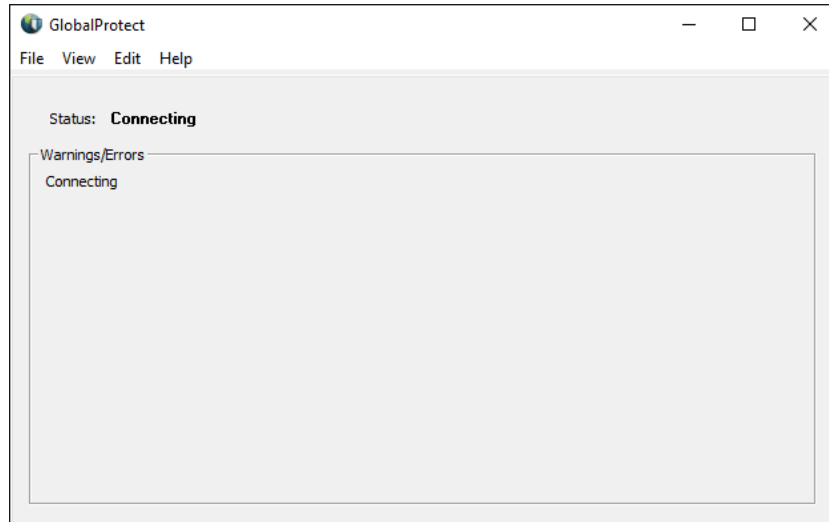 GlobalProtect
File View Edit Help
Status: Connecting
Warnings/Errors
Connecting